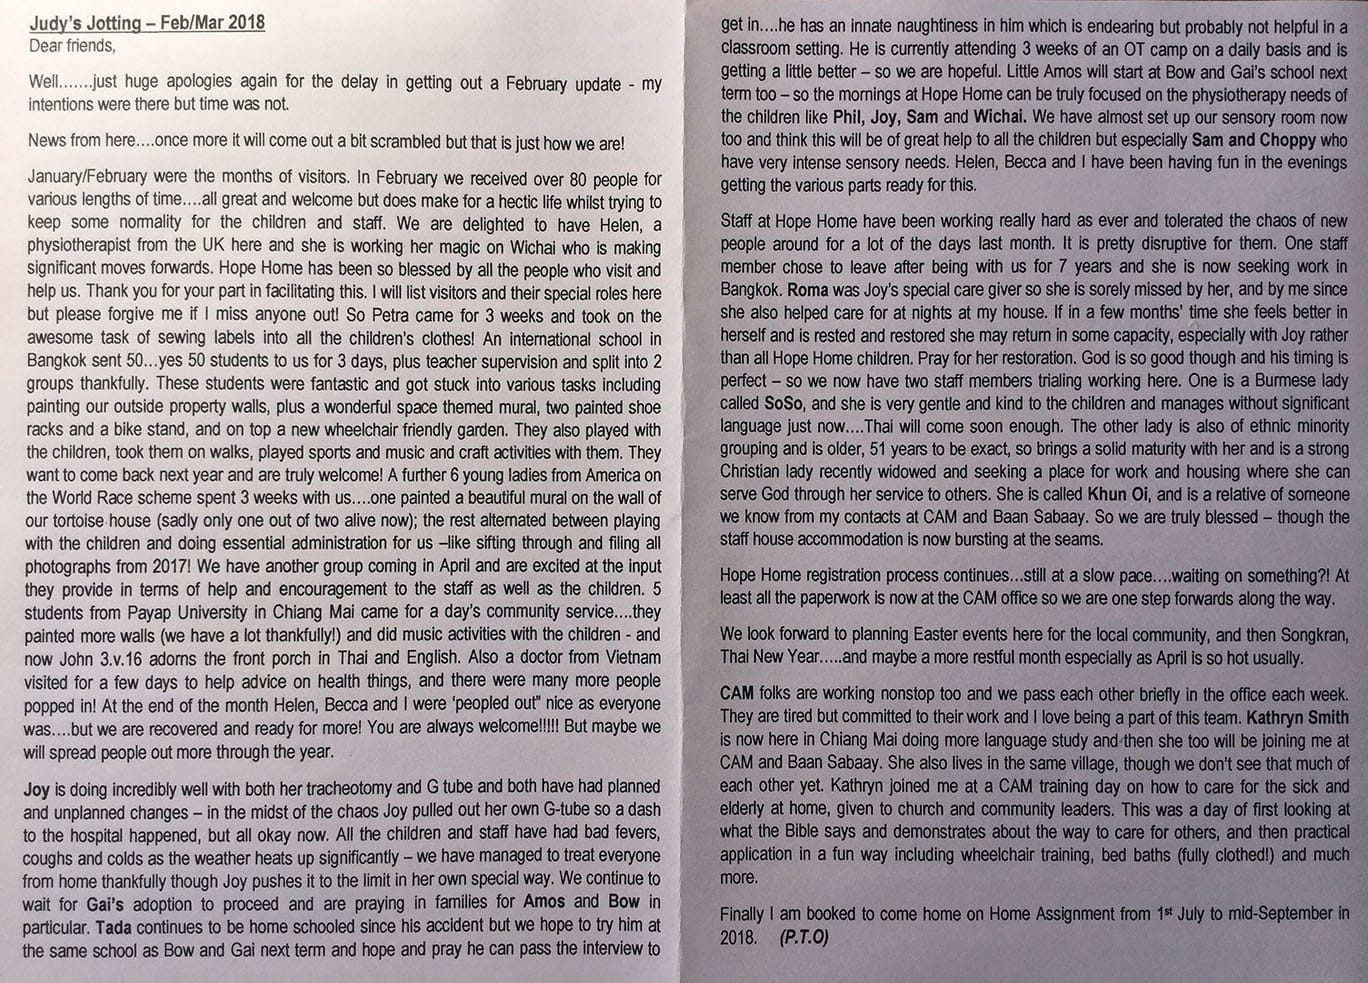 Judy's Jotting – Feb/Mar 2018
Dear friends,
Well…….just huge apologies again for the delay in getting out a February update - my
intentions were there but time was not.
News from here….once more it will come out a bit scrambled but that is just how we are!
January/February were the months of visitors. In February we received over 80 people for
various lengths of time….all great and welcome but does make for a hectic life whilst trying to
keep some normality for the children and staff. We are delighted to have Helen, a
physiotherapist from the UK here and she is working her magic on Wichai who is making
significant moves forwards. Hope Home has been so blessed by all the people who visit and
help us. Thank you for your part in facilitating this. I will list visitors and their special roles here
but please forgive me if I miss anyone out! So Petra came for 3 weeks and took on the
awesome task of sewing labels into all the children's clothes! An international school in
Bangkok sent 50…yes 50 students to us for 3 days, plus teacher supervision and split into 2
groups thankfully. These students were fantastic and got stuck into various tasks including
painting our outside property walls, plus a wonderful space themed mural, two painted shoe
racks and a bike stand, and on top a new wheelchair friendly garden. They also played with
the children, took them on walks, played sports and music and craft activities with them. They
want to come back next year and are truly welcome! A further 6 young ladies from America on
the World Race scheme spent 3 weeks with us….one painted a beautiful mural on the wall of
our tortoise house (sadly only one out of two alive now); the rest alternated between playing
with the children and doing essential administration for us –like sifting through and filing all
photographs from 2017! We have another group coming in April and are excited at the input
they provide in terms of help and encouragement to the staff as well as the children. 5
students from Payap University in Chiang Mai came for a day's community service….they
painted more walls (we have a lot thankfully!) and did music activities with the children - and
now John 3.v.16 adorns the front porch in Thai and English. Also a doctor from Vietnam
visited for a few days to help advice on health things, and there were many more people
popped in! At the end of the month Helen, Becca and I were 'peopled out" nice as everyone
was….but we are recovered and ready for more! You are always welcome!!!!! But maybe we
will spread people out more through the year.
Joy is doing incredibly well with both her tracheotomy and G tube and both have had planned
and unplanned changes – in the midst of the chaos Joy pulled out her own G-tube so a dash
to the hospital happened, but all okay now. All the children and staff have had bad fevers,
coughs and colds as the weather heats up significantly – we have managed to treat everyone
from home thankfully though Joy pushes it to the limit in her own special way. We continue to
wait for Gai's adoption to proceed and are praying in families for Amos and Bow in
particular. Tada continues to be home schooled since his accident but we hope to try him at
the same school as Bow and Gai next term and hope and pray he can pass the interview to
get in….he has an innate naughtiness in him which is endearing but probably not helpful in a
classroom setting. He is currently attending 3 weeks of an OT camp on a daily basis and is
getting a little better – so we are hopeful. Little Amos will start at Bow and Gai's school next
term too – so the mornings at Hope Home can be truly focused on the physiotherapy needs of
the children like Phil, Joy, Sam and Wichai. We have almost set up our sensory room now
too and think this will be of great help to all the children but especially Sam and Choppy who
have very intense sensory needs. Helen, Becca and I have been having fun in the evenings
getting the various parts ready for this.
Staff at Hope Home have been working really hard as ever and tolerated the chaos of new
people around for a lot of the days last month. It is pretty disruptive for them. One staff
member chose to leave after being with us for 7 years and she is now seeking work in
Bangkok. Roma was Joy's special care giver so she is sorely missed by her, and by me since
she also helped care for at nights at my house. If in a few months' time she feels better in
herself and is rested and restored she may return in some capacity, especially with Joy rather
than all Hope Home children. Pray for her restoration. God is so good though and his timing is
perfect – so we now have two staff members trialing working here. One is a Burmese lady
called SoSo, and she is very gentle and kind to the children and manages without significant
language just now….Thai will come soon enough. The other lady is also of ethnic minority
grouping and is older, 51 years to be exact, so brings a solid maturity with her and is a strong
Christian lady recently widowed and seeking a place for work and housing where she can
serve God through her service to others. She is called Khun Oi, and is a relative of someone
we know from my contacts at CAM and Baan Sabaay. So we are truly blessed – though the
staff house accommodation is now bursting at the seams.
Hope Home registration process continues…still at a slow pace….waiting on something?! At
least all the paperwork is now at the CAM office so we are one step forwards along the way.
We look forward to planning Easter events here for the local community, and then Songkran,
Thai New Year…..and maybe a more restful month especially as April is so hot usually.
CAM folks are working nonstop too and we pass each other briefly in the office each week.
They are tired but committed to their work and I love being a part of this team. Kathryn Smith
is now here in Chiang Mai doing more language study and then she too will be joining me at
CAM and Baan Sabaay. She also lives in the same village, though we don't see that much of
each other yet. Kathryn joined me at a CAM training day on how to care for the sick and
elderly at home, given to church and community leaders. This was a day of first looking at
what the Bible says and demonstrates about the way to care for others, and then practical
application in a fun way including wheelchair training, bed baths (fully clothed!) and much
more.
Finally I am booked to come home on Home Assignment from 1st July to mid-September in
2018. (P.T.O)